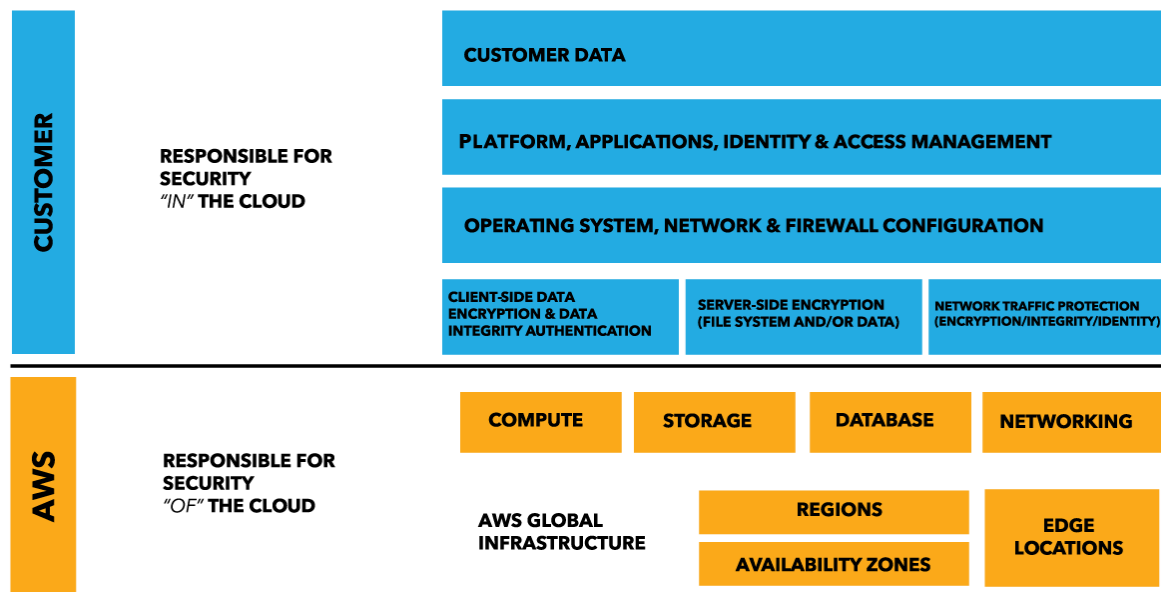 CUSTOMER
RESPONSIBLE FOR
SECURITY
“IN” THE CLOUD
CUSTOMER DATA
PLATFORM, APPLICATIONS, IDENTITY & ACCESS MANAGEMENT
OPERATING SYSTEM, NETWORK & FIREWALL CONFIGURATION
CLIENT-SIDE DATA
ENCRYPTION & DATA
INTEGRITY AUTHENTICATION
SERVER-SIDE ENCRYPTION
(FILE SYSTEM AND/OR DATA)
NETWORK TRAFFIC PROTECTION
(ENCRYPTION/INTEGRITY/IDENTITY)
AWS
RESPONSIBLE FOR
SECURITY
“OF” THE CLOUD
COMPUTE
STORAGE
DATABASE
NETWORKING
AWS GLOBAL
INFRASTRUCTURE
REGIONS
AVAILABILITY ZONES
EDGE
LOCATIONS